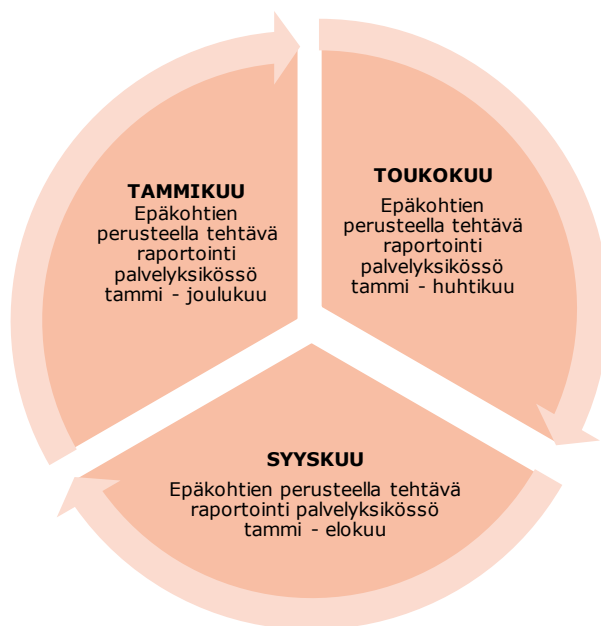 TAMMIKUU
Epäkohtien
perusteella tehtävä
raportointi
palvelyksikössö
tammi - joulukuu
TOUKOKUU
Epäkohtien
perusteella tehtävä
raportointi
palvelyksikössö
tammi - huhtikuu
SYYSKUU
Epäkohtien perusteella tehtävä
raportointi palvelyksikössö
tammi - elokuu